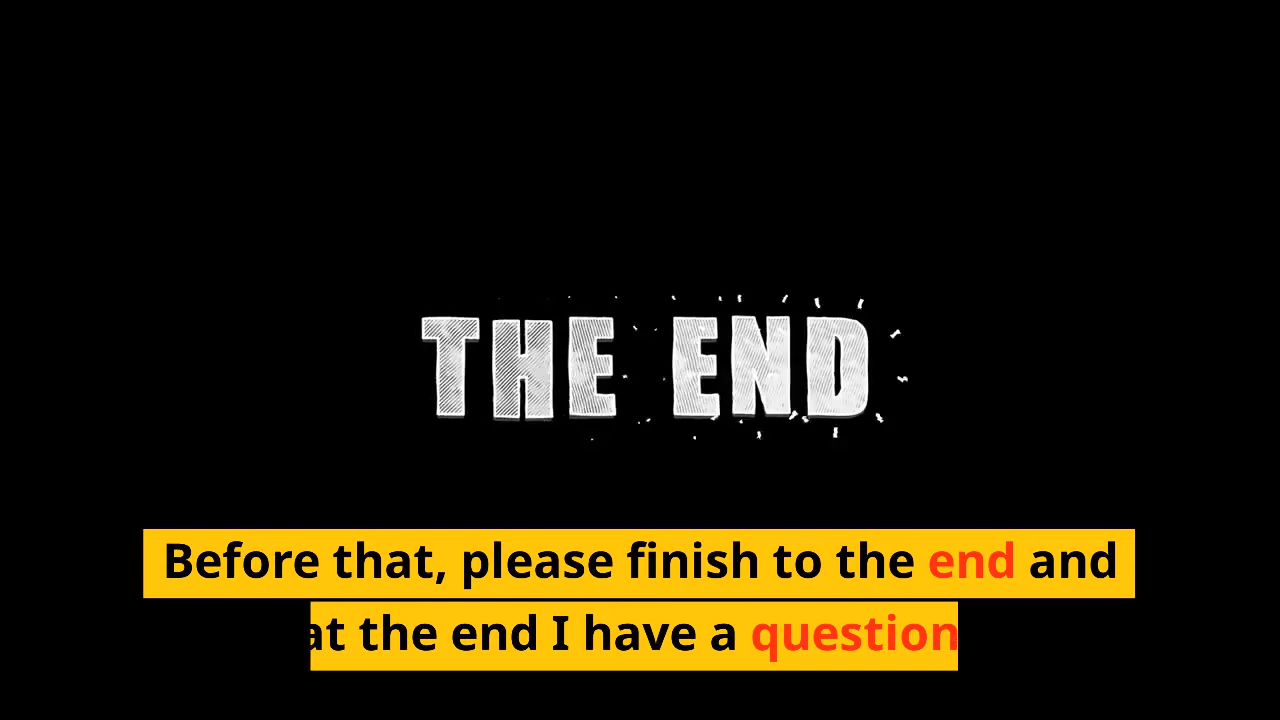 THE END
Before that, please finish to the end and
at the end I have a question